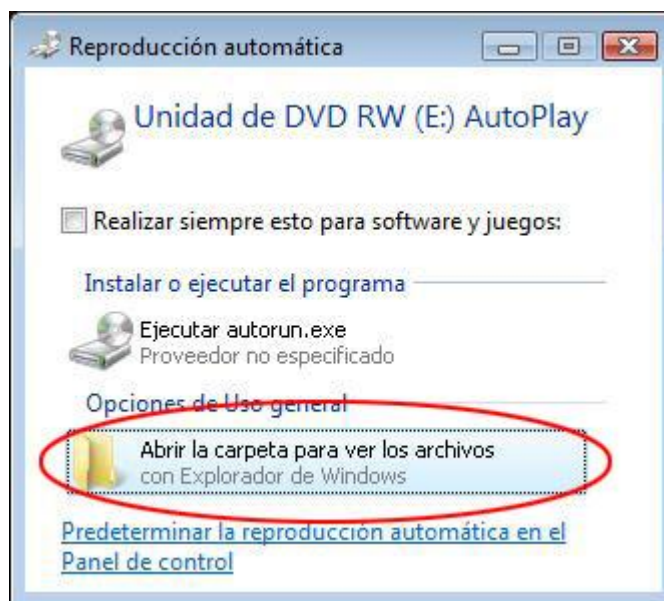 Reproducción automática
Unidad de DVD RW (E:) AutoPlay
Realizar siempre esto para software y juegos:
Instalar o ejecutar el programa
Ejecutar autorun.exe
Proveedor no especificado
Opciones de Uso general
Abrir la carpeta para ver los archivos
con Explorador de Windows
Predeterminar la reproducción automática en el
Panel de control